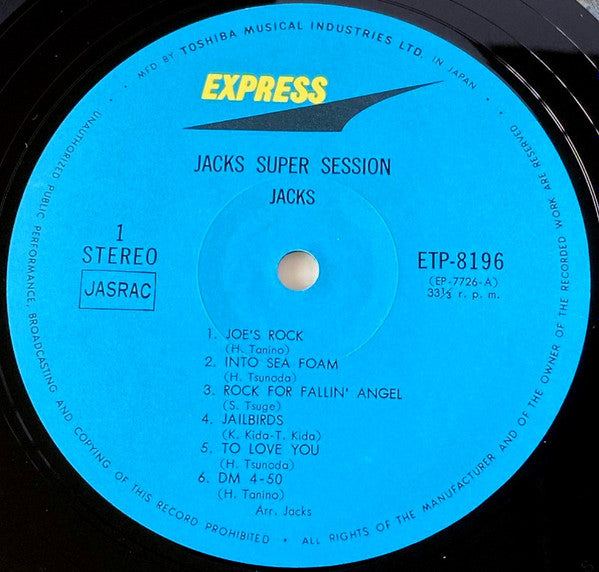 MFD BY TOSHIBA MUSICAL INDUSTRIES LTD. IN JAPAN.
EXPRESS
JACKS SUPER SESSION
JACKS
1
STEREO
JASRAC
ETP-8196
(EP-7726-A)
33⅓ r. p. m.
1. JOE'S ROCK
(H. Tanino)
2. INTO SEA FOAM
(H. Tsunoda)
3. ROCK FOR FALLIN' ANGEL
(S. Tsuge)
4. JAILBIRDS
(K. Kida-T. Kida)
5. TO LOVE YOU
(H. Tsunoda)
6. DM 4-50
(H. Tanino)
Arr. Jacks
ALL RIGHTS OF THE MANUFACTURER AND OF THE OWNER OF THE RECORDED WORK ARE RESERVED
UNAUTHORIZED PUBLIC PERFORMANCE, BROADCASTING AND COPYING OF THIS RECORD PROHIBITED